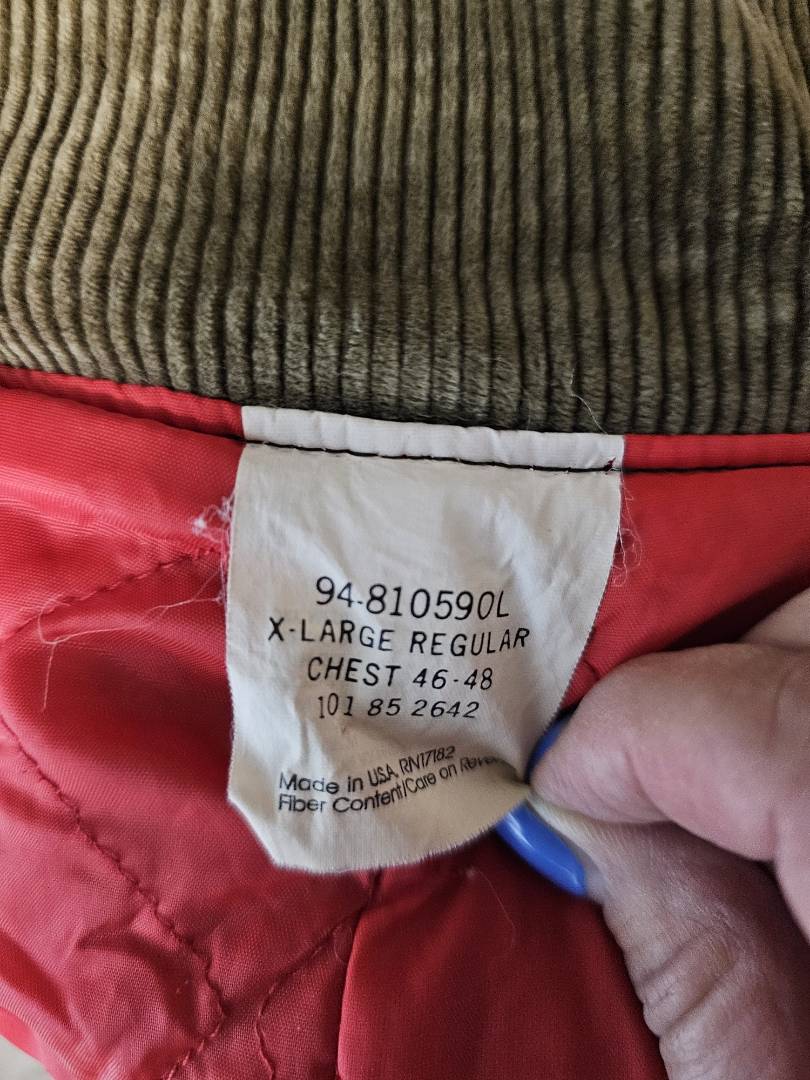 94-810590L
X-LARGE REGULAR
CHEST 46-48
101 85 2642
Made in USA, RN17182
Fiber Content/Care on